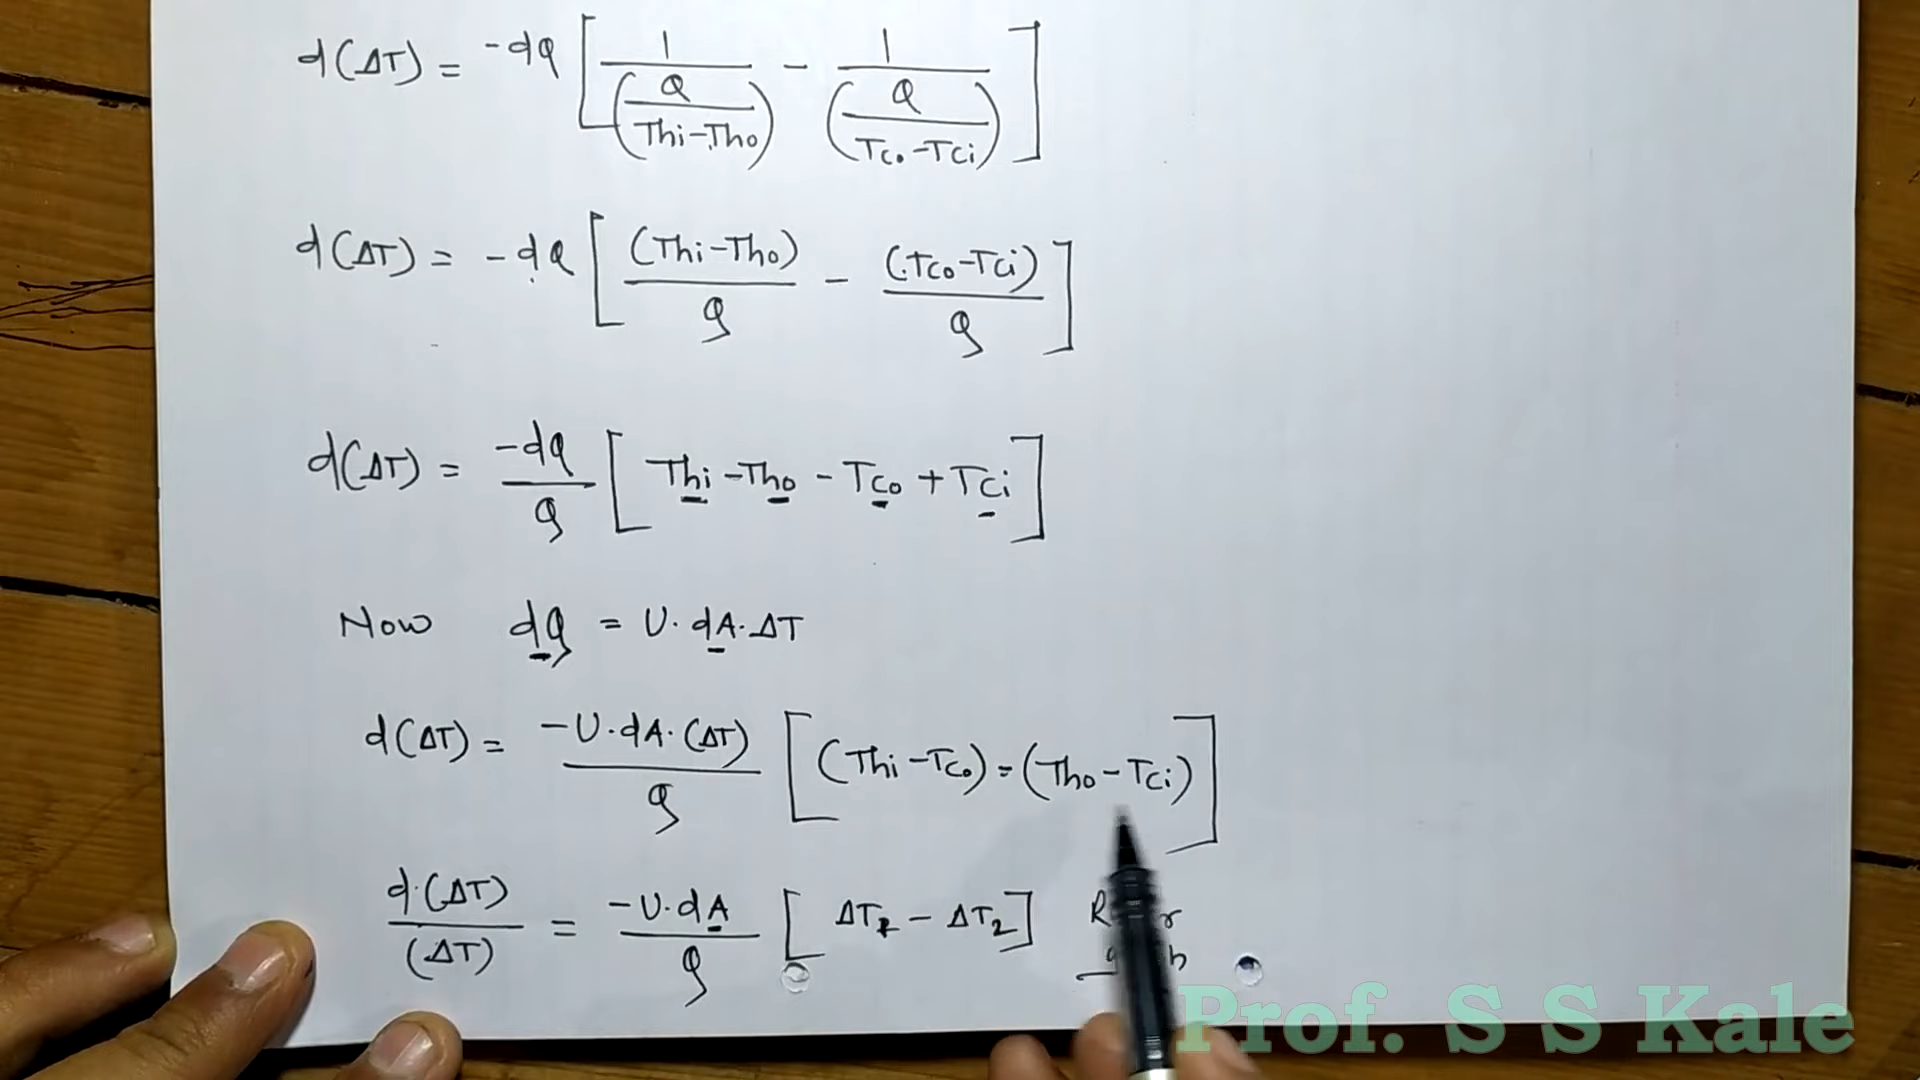 d(ΔT) = -dQ [ 1/(Q/(Thi-Tho)) - 1/(Q/(Tco-Tci)) ]
d(ΔT) = -dQ [ (Thi-Tho)/Q - (Tco-Tci)/Q ]
d(ΔT) = -dQ/Q [ Thi-Tho - Tco + Tci ]
Now dQ = U·dA·ΔT
d(ΔT) = -U·dA·(ΔT)/Q [ (Thi-Tco) - (Tho-Tci) ]
d·(ΔT)/(ΔT) = -U·dA/Q [ ΔT1 - ΔT2 ]
Prof. S S Kale